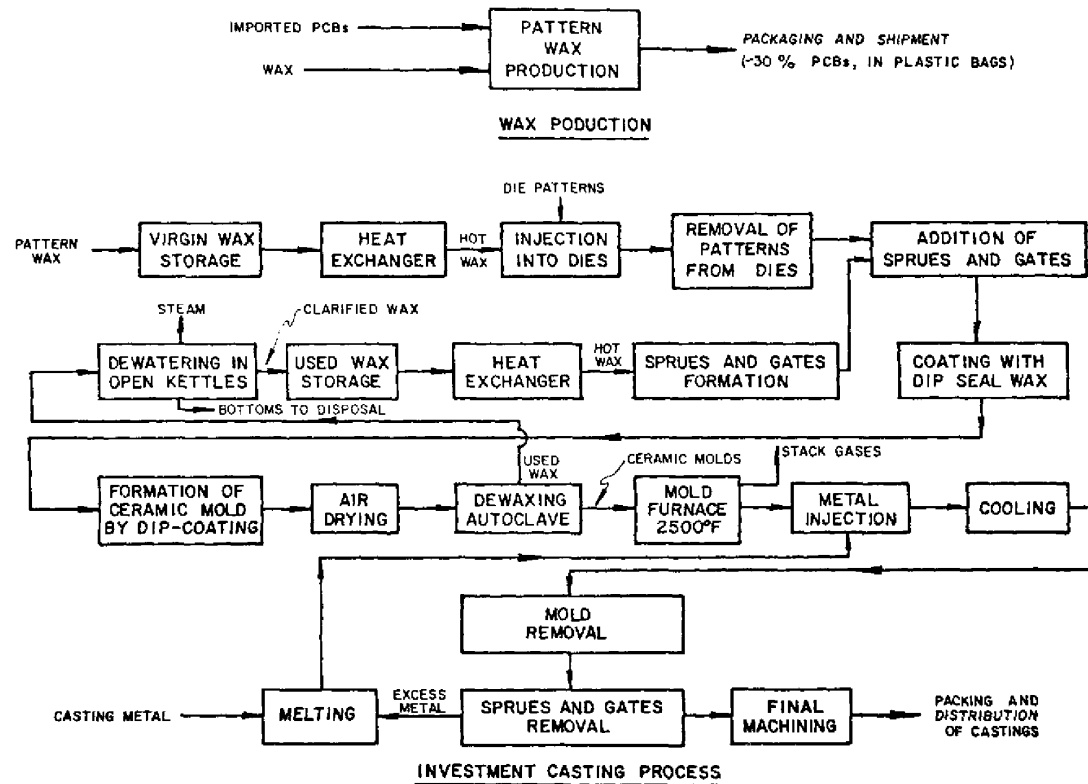 IMPORTED PCBs
WAX
PATTERN
WAX
PRODUCTION
PACKAGING AND SHIPMENT
(~30 % PCBs, IN PLASTIC BAGS)
WAX PODUCTION
DIE PATTERNS
PATTERN
WAX
VIRGIN WAX
STORAGE
HEAT
EXCHANGER
HOT
WAX
INJECTION
INTO DIES
REMOVAL OF
PATTERNS
FROM DIES
ADDITION OF
SPRUES AND GATES
STEAM
CLARIFIED WAX
DEWATERING IN
OPEN KETTLES
USED WAX
STORAGE
HEAT
EXCHANGER
HOT
WAX
SPRUES AND GATES
FORMATION
COATING WITH
DIP SEAL WAX
BOTTOMS TO DISPOSAL
USED
WAX
CERAMIC MOLDS
STACK GASES
FORMATION OF
CERAMIC MOLD
BY DIP-COATING
AIR
DRYING
DEWAXING
AUTOCLAVE
MOLD
FURNACE
2500°F
METAL
INJECTION
COOLING
MOLD
REMOVAL
CASTING METAL
MELTING
EXCESS
METAL
SPRUES AND GATES
REMOVAL
FINAL
MACHINING
PACKING AND
DISTRIBUTION
OF CASTINGS
INVESTMENT CASTING PROCESS